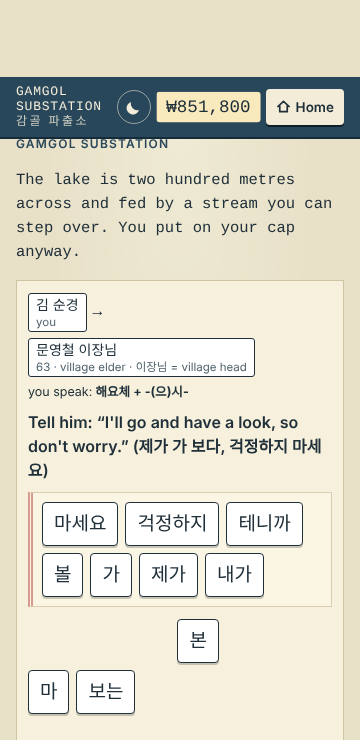 GAMGOL
SUBSTATION
감골 파출소
₩851,800
Home
GAMGOL SUBSTATION
The lake is two hundred metres
across and fed by a stream you can
step over. You put on your cap
anyway.
김 순경
you
→
문영철 이장님
63 · village elder · 이장님 = village head
you speak: 해요체 + -(으)시-
Tell him: “I'll go and have a look, so
don't worry.” (제가 가 보다, 걱정하지 마세
요)
마세요 걱정하지 테니까
볼 가 제가 내가
본
마 보는